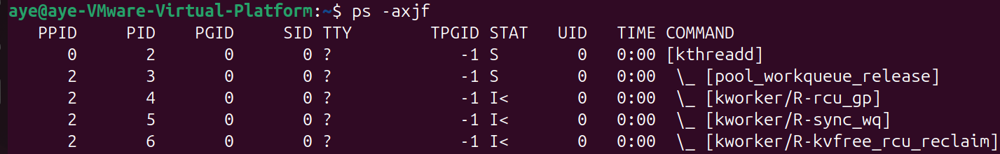 aye@aye-VMware-Virtual-Platform:~$ ps -axjf
   PPID     PID    PGID     SID TTY        TPGID STAT   UID   TIME COMMAND
      0       2       0       0 ?             -1 S        0   0:00 [kthreadd]
      2       3       0       0 ?             -1 S        0   0:00  \_ [pool_workqueue_release]
      2       4       0       0 ?             -1 I<       0   0:00  \_ [kworker/R-rcu_gp]
      2       5       0       0 ?             -1 I<       0   0:00  \_ [kworker/R-sync_wq]
      2       6       0       0 ?             -1 I<       0   0:00  \_ [kworker/R-kvfree_rcu_reclaim]